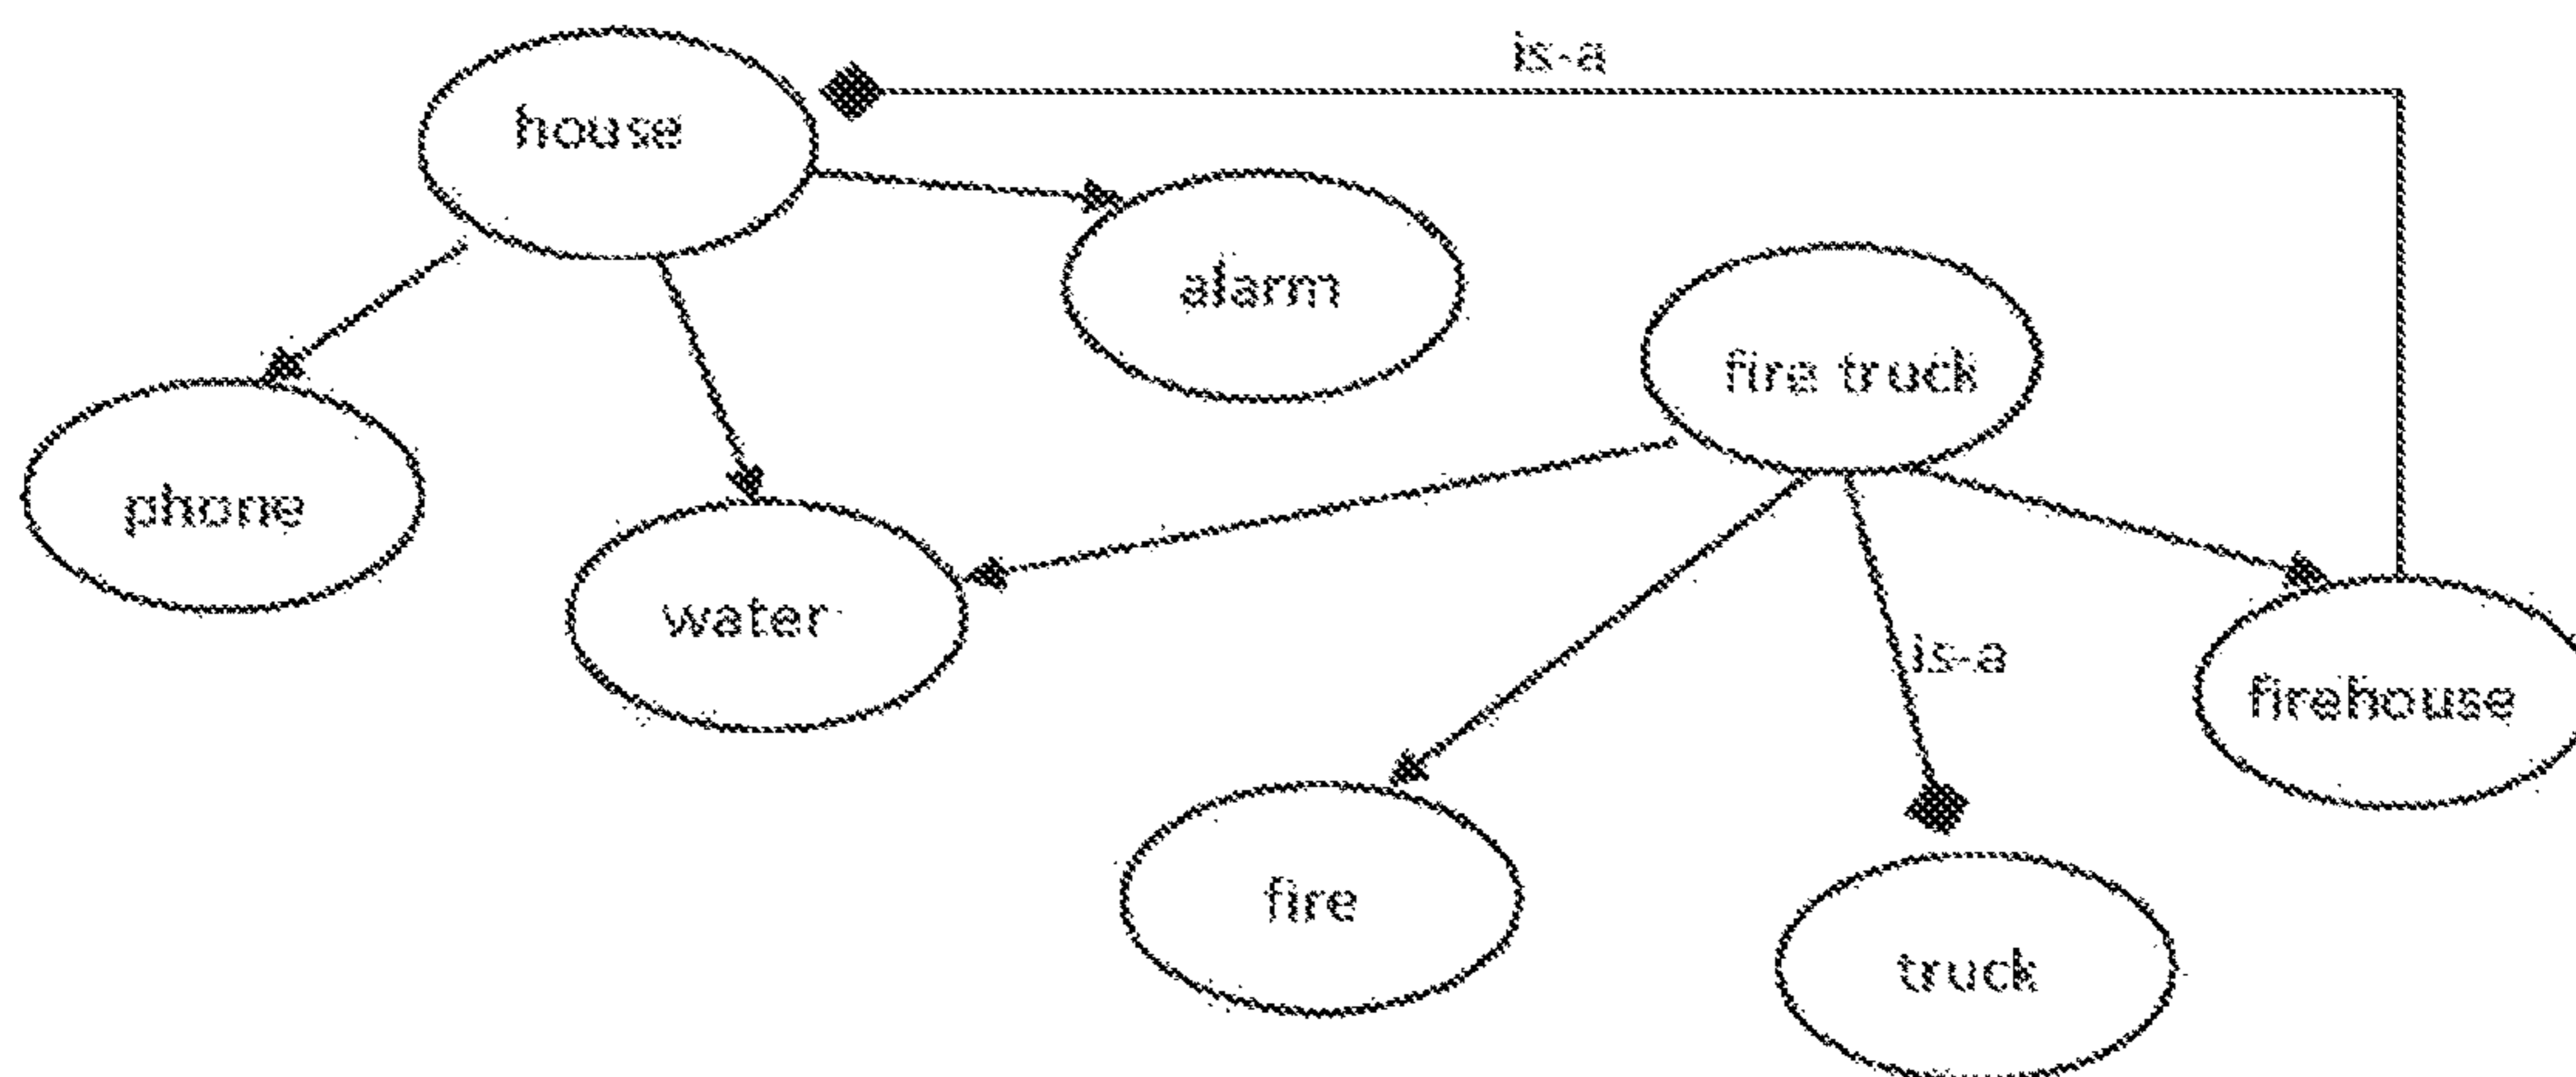 is-a
house
alarm
fire truck
phone
water
is-a
firehouse
fire
truck